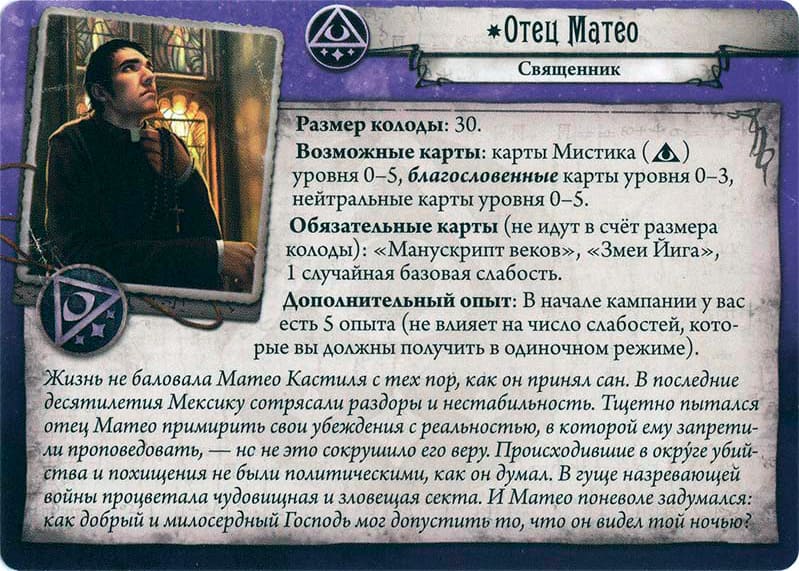 Отец Матео
Священник
Размер колоды: 30.
Возможные карты: карты Мистика ( )
уровня 0–5, благословенные карты уровня 0–3,
нейтральные карты уровня 0–5.
Обязательные карты (не идут в счёт размера
колоды): «Манускрипт веков», «Змеи Йига»,
1 случайная базовая слабость.
Дополнительный опыт: В начале кампании у вас
есть 5 опыта (не влияет на число слабостей, кото-
рые вы должны получить в одиночном режиме).
Жизнь не баловала Матео Кастиля с тех пор, как он принял сан. В последние
десятилетия Мексику сотрясали раздоры и нестабильность. Тщетно пытался
отец Матео примирить свои убеждения с реальностью, в которой ему запрети-
ли проповедовать, — но не это сокрушило его веру. Происходившие в окру́ге убий-
ства и похищения не были политическими, как он думал. В гуще назревающей
войны процветала чудовищная и зловещая секта. И Матео поневоле задумался:
как добрый и милосердный Господь мог допустить то, что он видел той ночью?